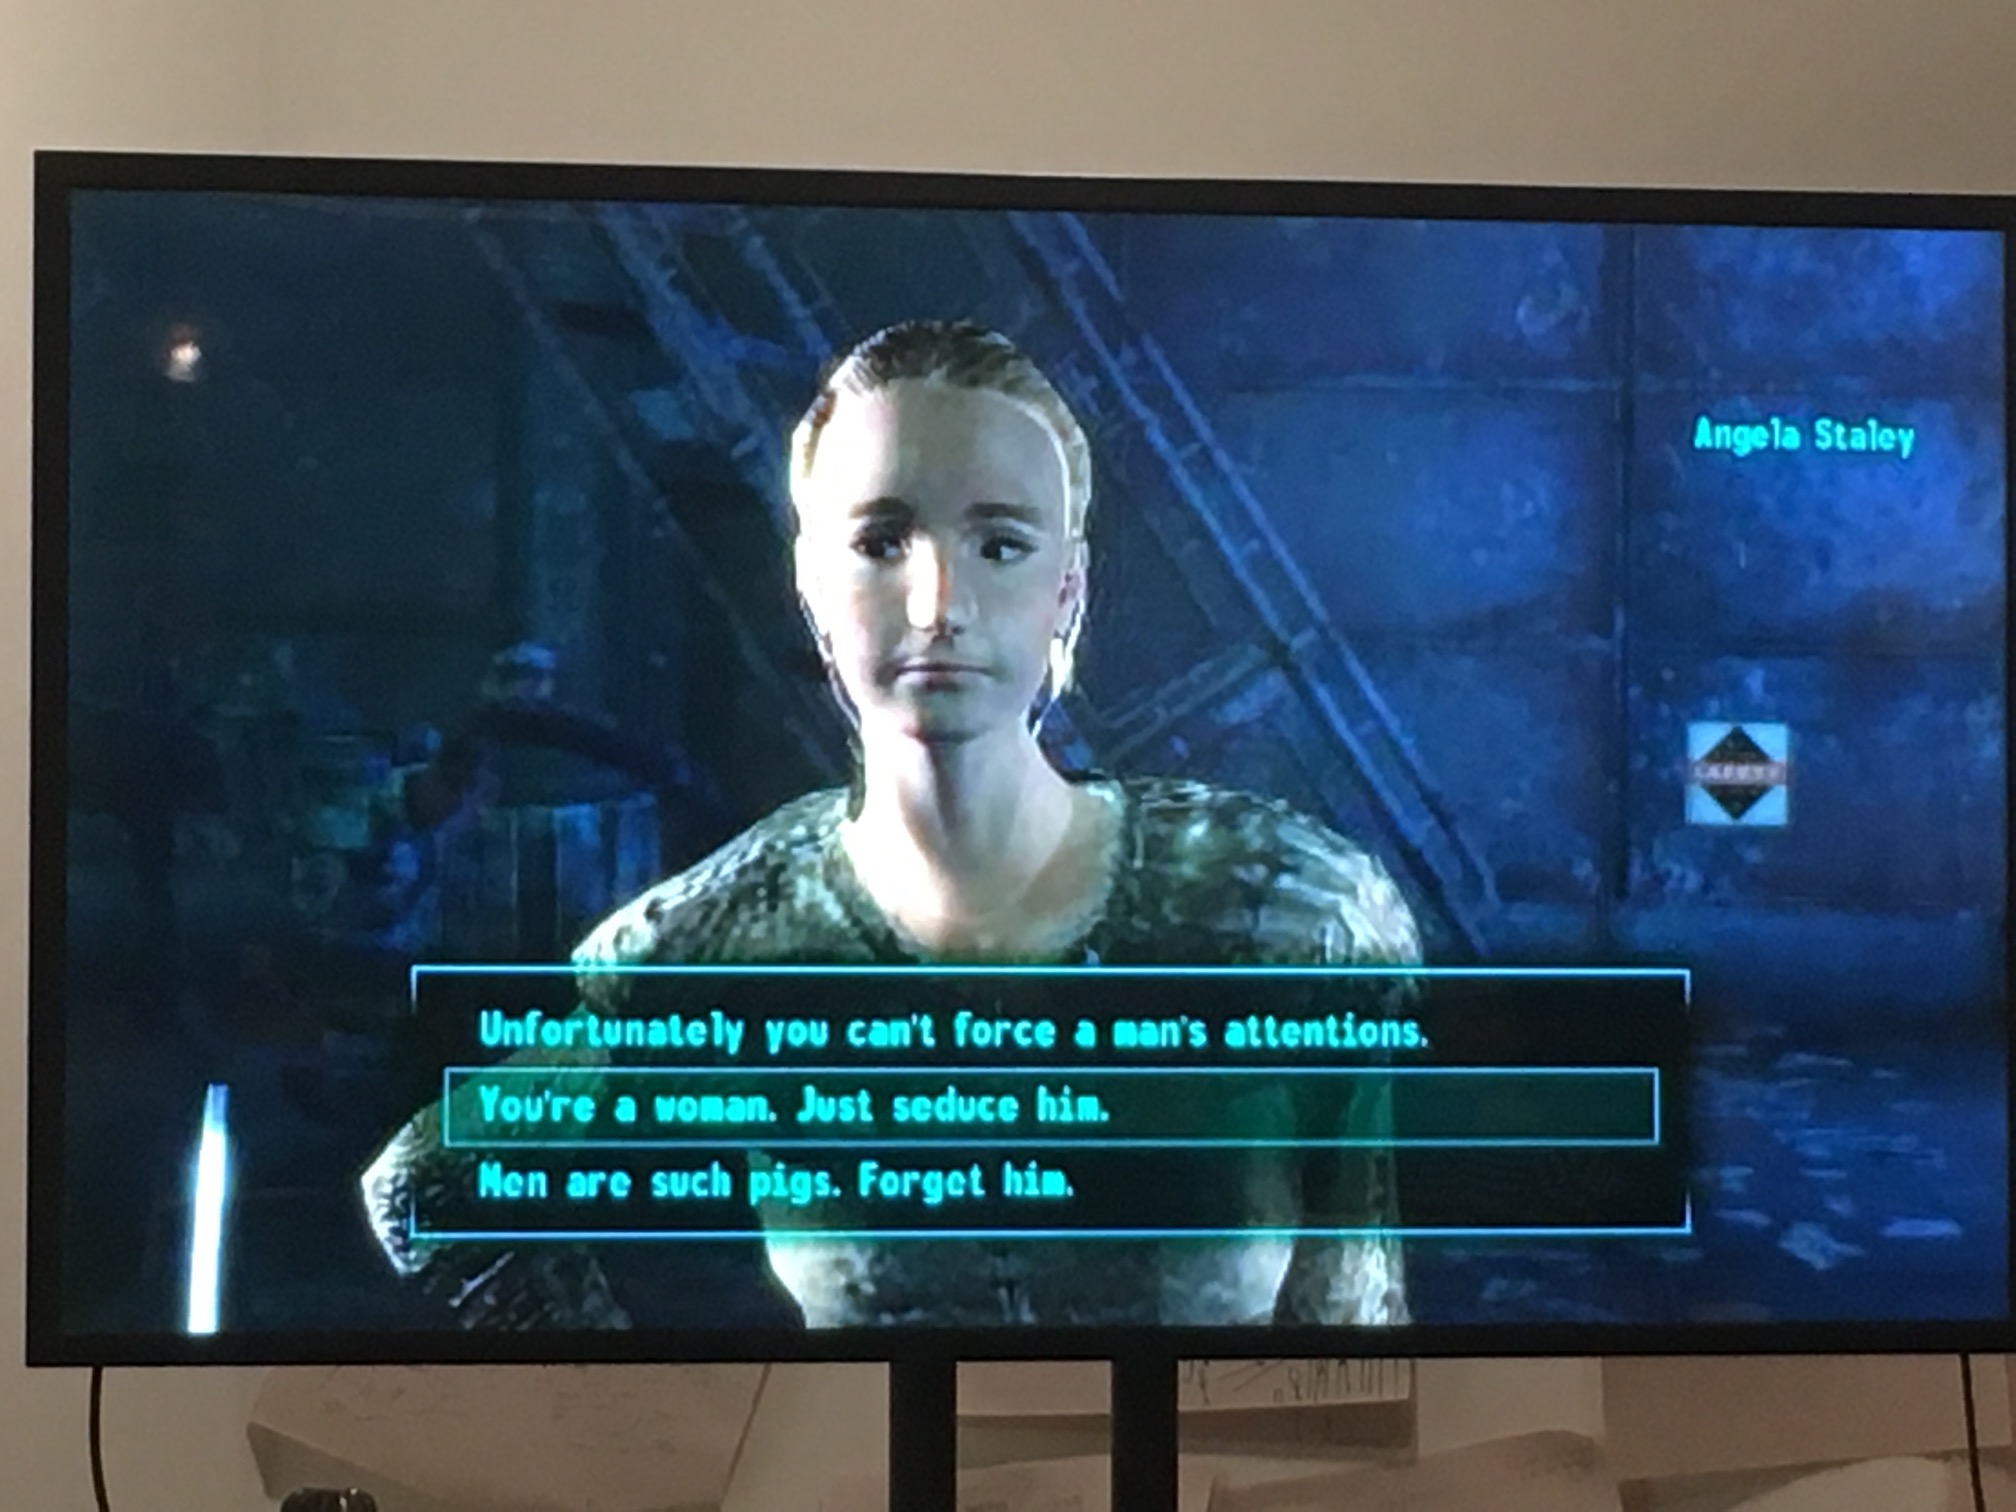 Angela Staley
Unfortunately you can't force a man's attentions.
You're a woman. Just seduce him.
Men are such pigs. Forget him.